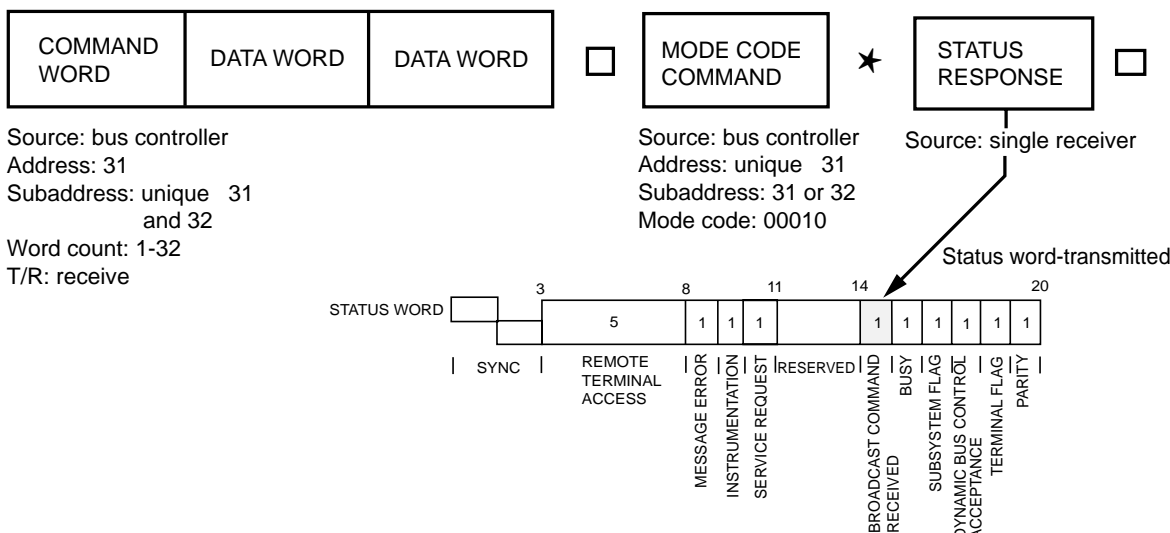 COMMAND
WORD
DATA WORD
DATA WORD
MODE CODE
COMMAND
STATUS
RESPONSE
Source: bus controller
Address: 31
Subaddress: unique 31
and 32
Word count: 1-32
T/R: receive
Source: bus controller
Address: unique 31
Subaddress: 31 or 32
Mode code: 00010
Source: single receiver
Status word-transmitted
3 8 11 14 20
STATUS WORD
5 1 1 1 1 1 1 1 1 1
SYNC
REMOTE
TERMINAL
ACCESS
MESSAGE ERROR
INSTRUMENTATION
SERVICE REQUEST
RESERVED
BROADCAST COMMAND
RECEIVED
BUSY
SUBSYSTEM FLAG
DYNAMIC BUS CONTROL
ACCEPTANCE
TERMINAL FLAG
PARITY